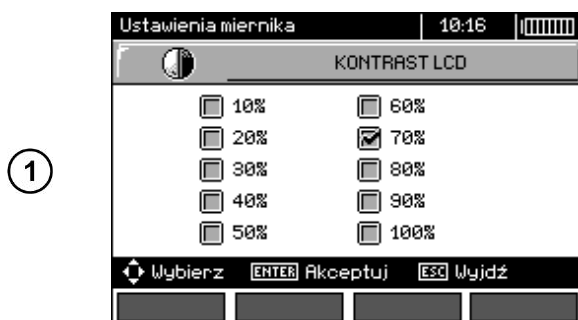 Ustawienia miernika 10:16
KONTRAST LCD
10% 60%
20% 70%
30% 80%
40% 90%
50% 100%
1
Wybierz ENTER Akceptuj ESC Wyjdź